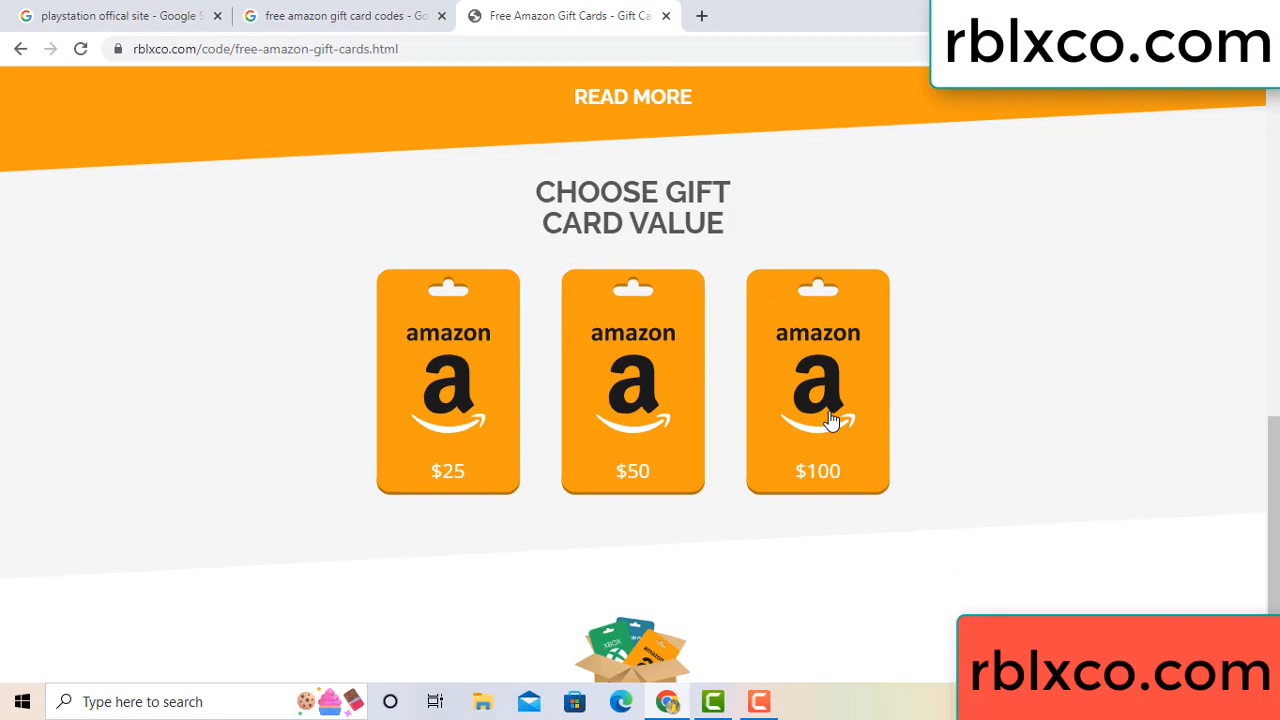 playstation offical site - Google S
free amazon gift card codes - Go
Free Amazon Gift Cards - Gift Ca
rblxco.com/code/free-amazon-gift-cards.html
rblxco.com
READ MORE
CHOOSE GIFT
CARD VALUE
amazon amazon amazon
a a a
$25 $50 $100
XBOX
rblxco.com
Type here to search